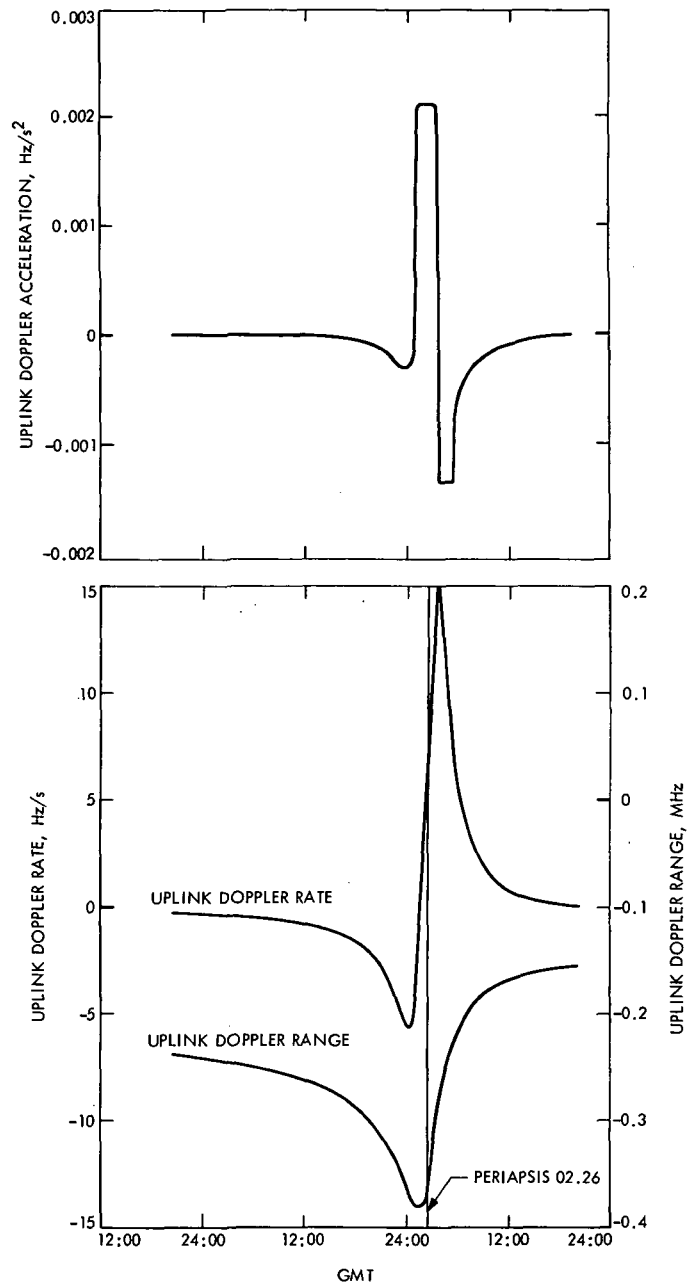 0.003
0.002
0.001
0
-0.001
-0.002
UPLINK DOPPLER ACCELERATION, Hz/s2
15
10
5
0
-5
-10
-15
UPLINK DOPPLER RATE, Hz/s
0.2
0.1
0
-0.1
-0.2
-0.3
-0.4
UPLINK DOPPLER RANGE, MHz
UPLINK DOPPLER RATE
UPLINK DOPPLER RANGE
PERIAPSIS 02.26
12:00 24:00 12:00 24:00 12:00 24:00
GMT